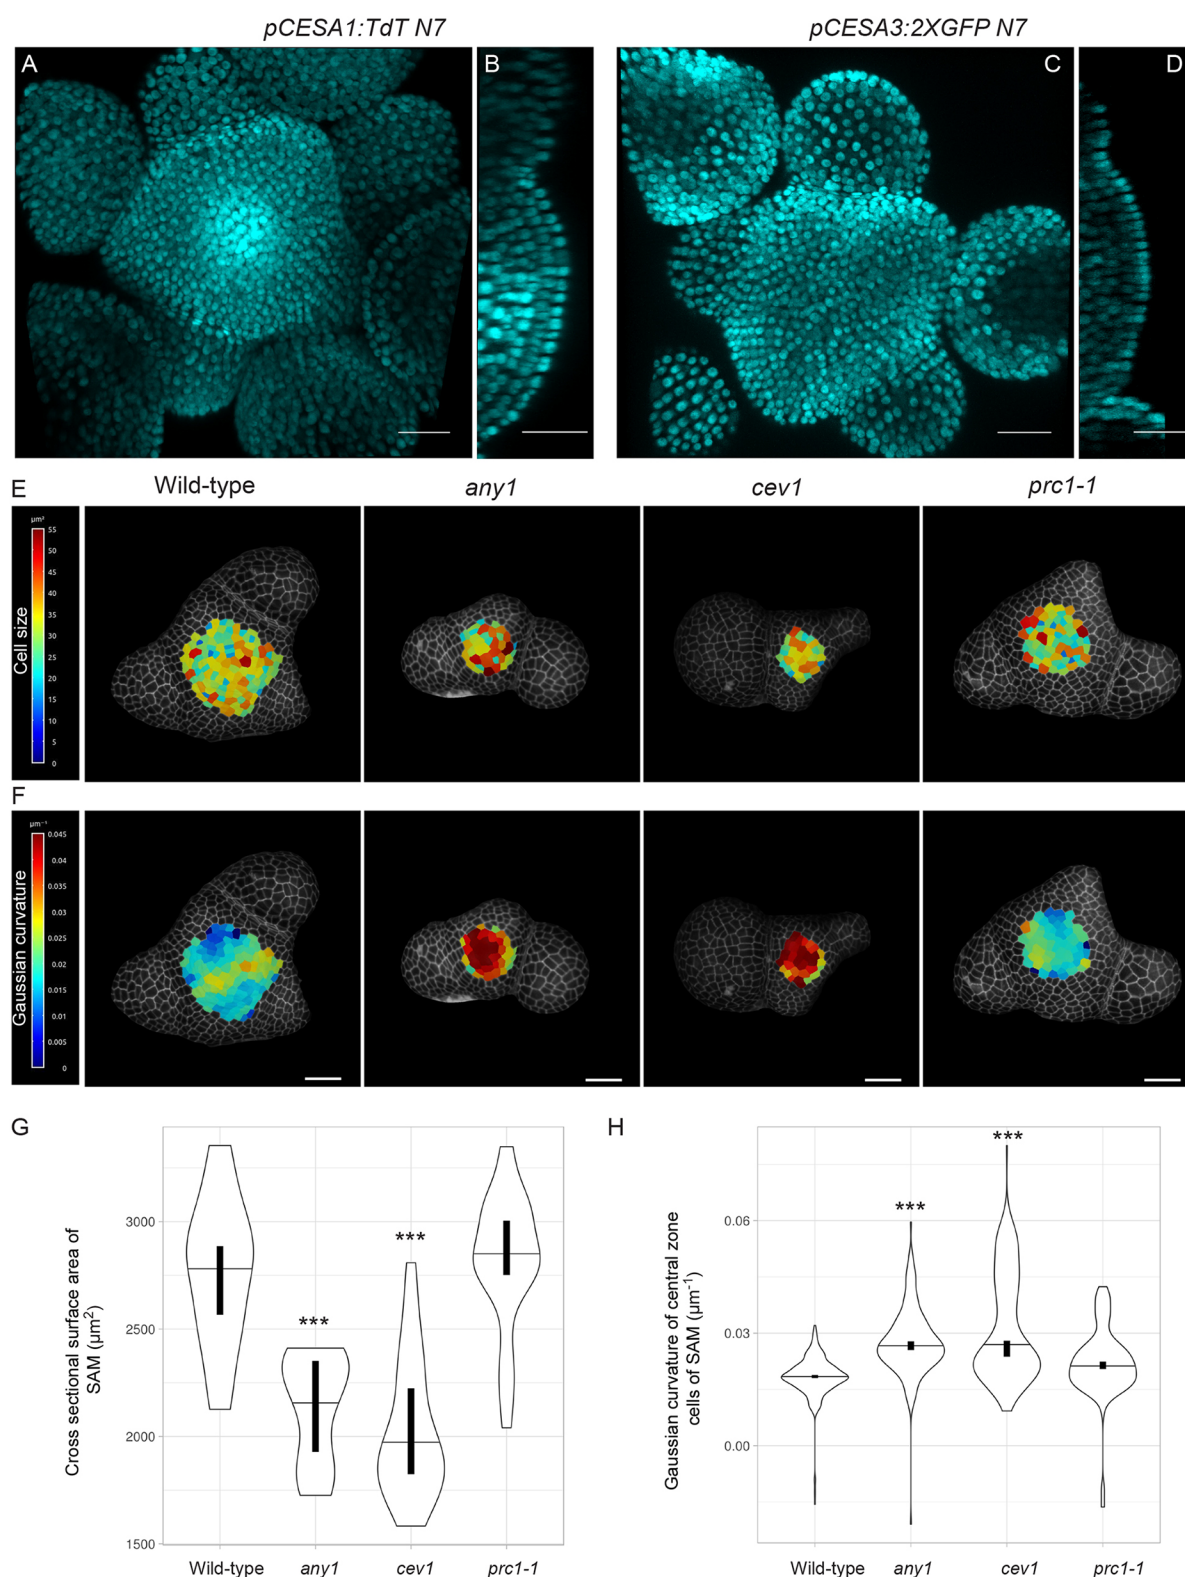 pCESA1:TdT N7
pCESA3:2XGFP N7
A
B
C
D
E
Wild-type
any1
cev1
prc1-1
Cell size
µm²
55
50
45
40
35
30
25
20
15
10
5
0
F
Gaussian curvature
µm⁻¹
0.045
0.04
0.035
0.03
0.025
0.02
0.015
0.01
0.005
0
G
Cross sectional surface area of
SAM (µm²)
3000
2500
2000
1500
***
***
Wild-type
any1
cev1
prc1-1
H
Gaussian curvature of central zone
cells of SAM (µm⁻¹)
0.06
0.03
0.00
***
***
Wild-type
any1
cev1
prc1-1